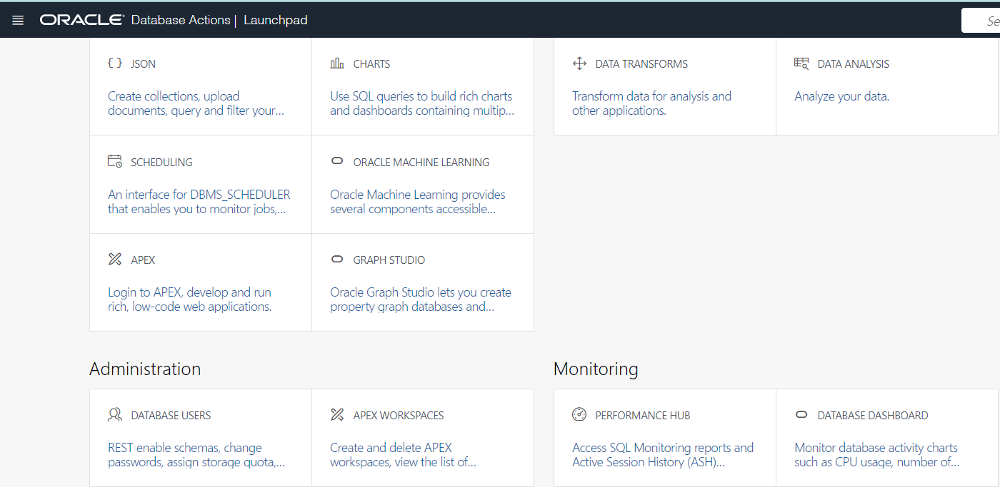 ORACLE® Database Actions | Launchpad
Se
{ } JSON
Create collections, upload
documents, query and filter your...
CHARTS
Use SQL queries to build rich charts
and dashboards containing multip...
DATA TRANSFORMS
Transform data for analysis and
other applications.
DATA ANALYSIS
Analyze your data.
SCHEDULING
An interface for DBMS_SCHEDULER
that enables you to monitor jobs,...
ORACLE MACHINE LEARNING
Oracle Machine Learning provides
several components accessible...
APEX
Login to APEX, develop and run
rich, low-code web applications.
GRAPH STUDIO
Oracle Graph Studio lets you create
property graph databases and...
Administration
DATABASE USERS
REST enable schemas, change
passwords, assign storage quota,...
APEX WORKSPACES
Create and delete APEX
workspaces, view the list of...
Monitoring
PERFORMANCE HUB
Access SQL Monitoring reports and
Active Session History (ASH)...
DATABASE DASHBOARD
Monitor database activity charts
such as CPU usage, number of...